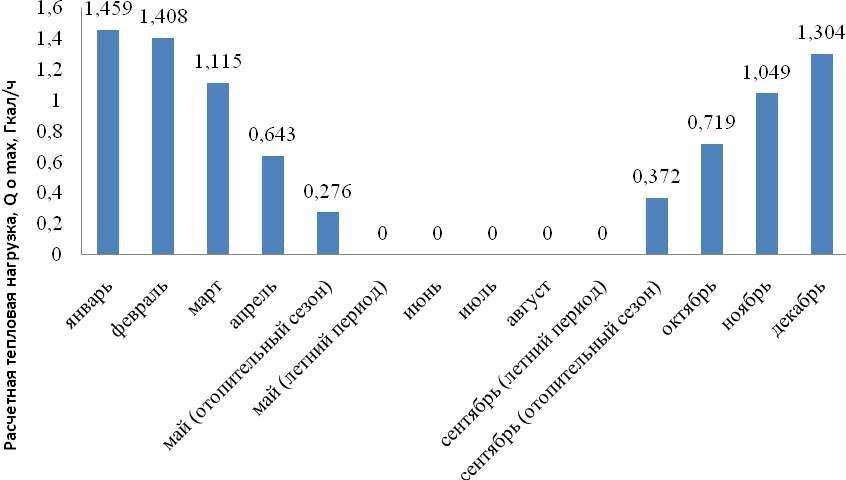 Расчетная тепловая нагрузка, Q o max, Гкал/ч
1,6
1,4
1,2
1
0,8
0,6
0,4
0,2
0
1,459
1,408
1,115
0,643
0,276
0
0
0
0
0
0,372
0,719
1,049
1,304
январь
февраль
март
апрель
май (отопительный сезон)
май (летний период)
июнь
июль
август
сентябрь (летний период)
сентябрь (отопительный сезон)
октябрь
ноябрь
декабрь